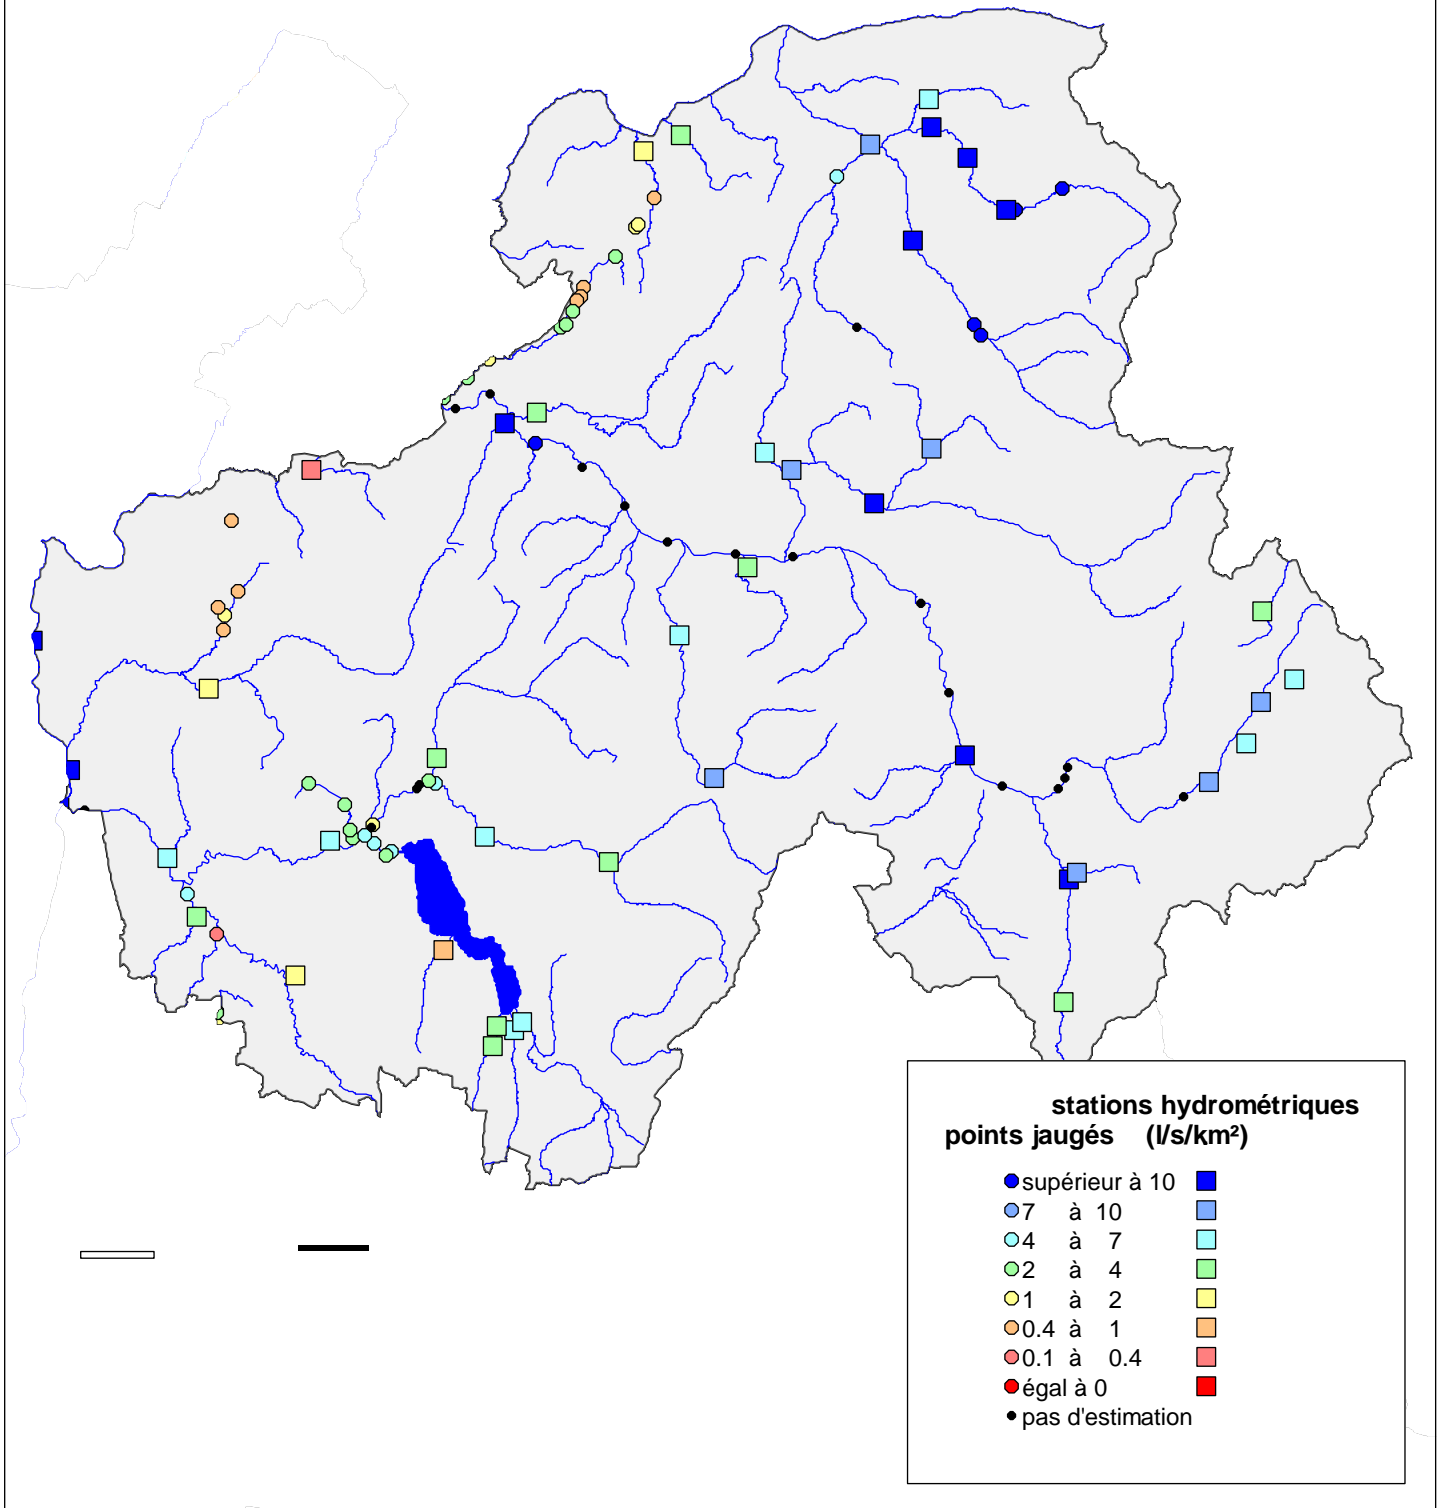 stations hydrométriques
points jaugés (l/s/km²)
supérieur à 10
7 à 10
4 à 7
2 à 4
1 à 2
0.4 à 1
0.1 à 0.4
égal à 0
pas d'estimation